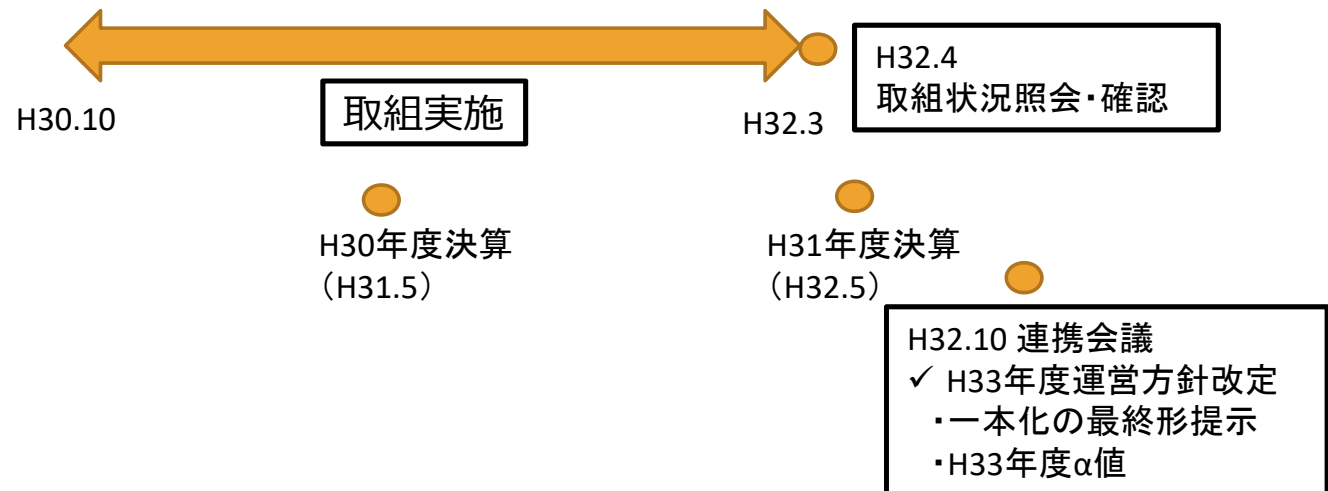 H30.10
取組実施
H32.3
H32.4
取組状況照会・確認
H30年度決算
（H31.5）
H31年度決算
（H32.5）
H32.10 連携会議
✓ H33年度運営方針改定
・一本化の最終形提示
・H33年度α値